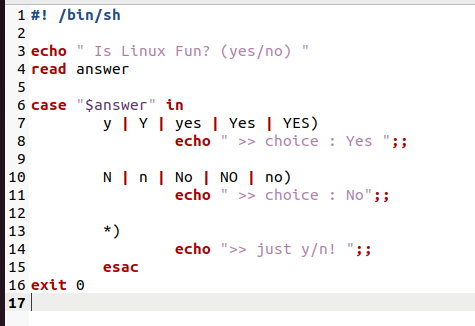 1 #! /bin/sh
2
3 echo " Is Linux Fun? (yes/no) "
4 read answer
5
6 case "$answer" in
7         y | Y | yes | Yes | YES)
8                 echo " >> choice : Yes ";;
9
10         N | n | No | NO | no)
11                 echo " >> choice : No";;
12
13         *)
14                 echo ">> just y/n! ";;
15         esac
16 exit 0
17